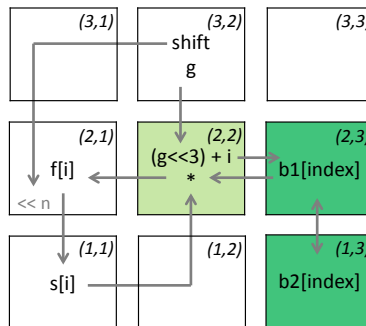 (3,1)
(3,2)
(3,3)
shift
g
(2,1)
(2,2)
(2,3)
f[i]
(g<<3) + i
*
b1[index]
<< n
(1,1)
(1,2)
(1,3)
s[i]
b2[index]